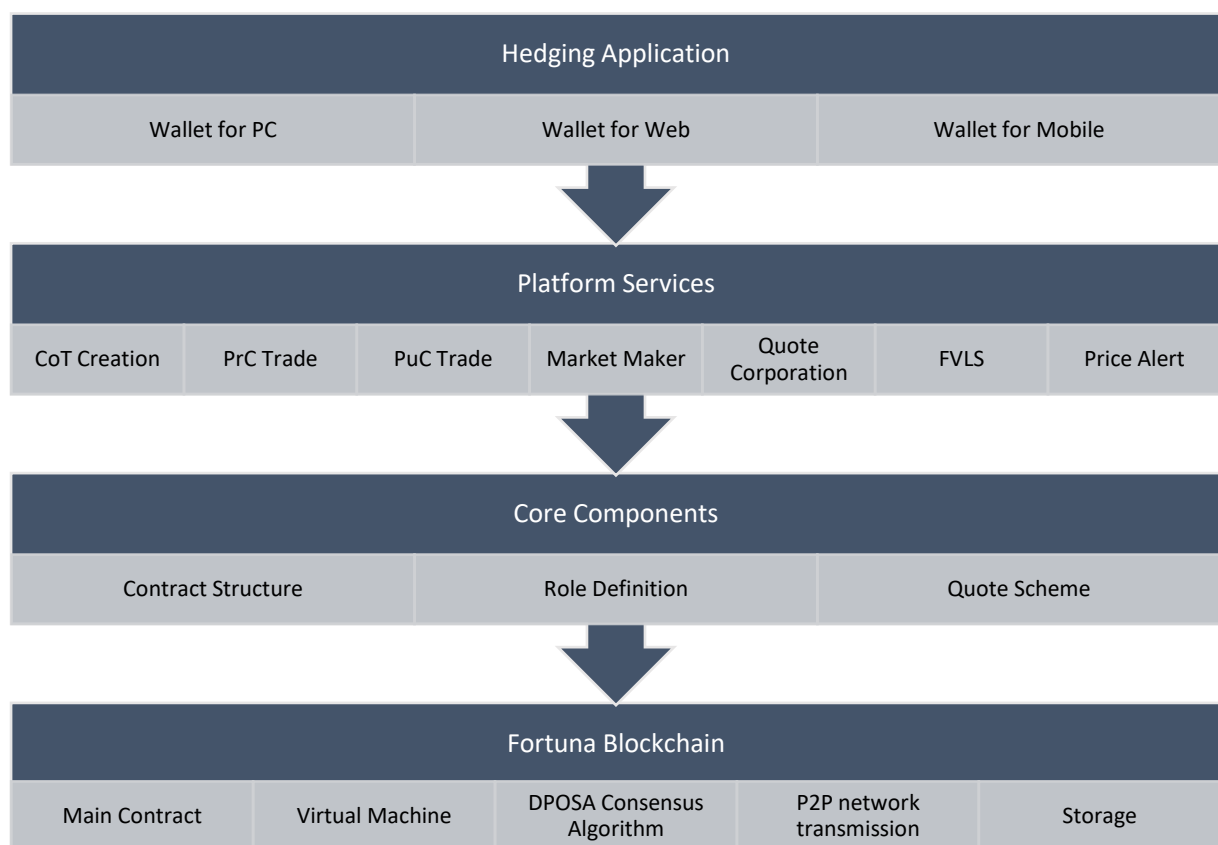 Hedging Application
Wallet for PC
Wallet for Web
Wallet for Mobile
Platform Services
CoT Creation
PrC Trade
PuC Trade
Market Maker
Quote
Corporation
FVLS
Price Alert
Core Components
Contract Structure
Role Definition
Quote Scheme
Fortuna Blockchain
Main Contract
Virtual Machine
DPOSA Consensus
Algorithm
P2P network
transmission
Storage